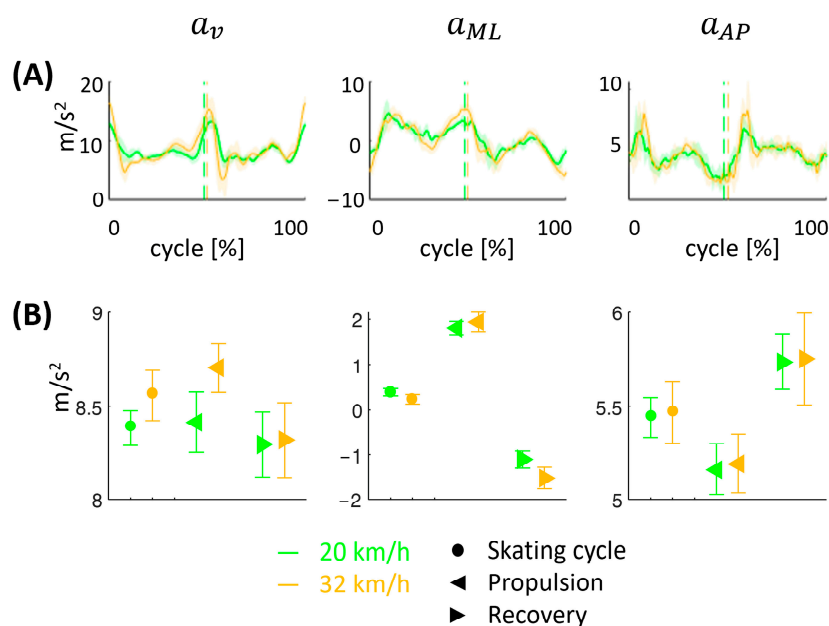 a_v a_ML a_AP
(A)
m/s²
20
10
0
0 100
cycle [%]
10
0
−10
0 100
cycle [%]
10
5
0 100
cycle [%]
(B)
m/s²
9
8.5
8
2
1
0
−1
−2
6
5.5
5
20 km/h
32 km/h
Skating cycle
Propulsion
Recovery